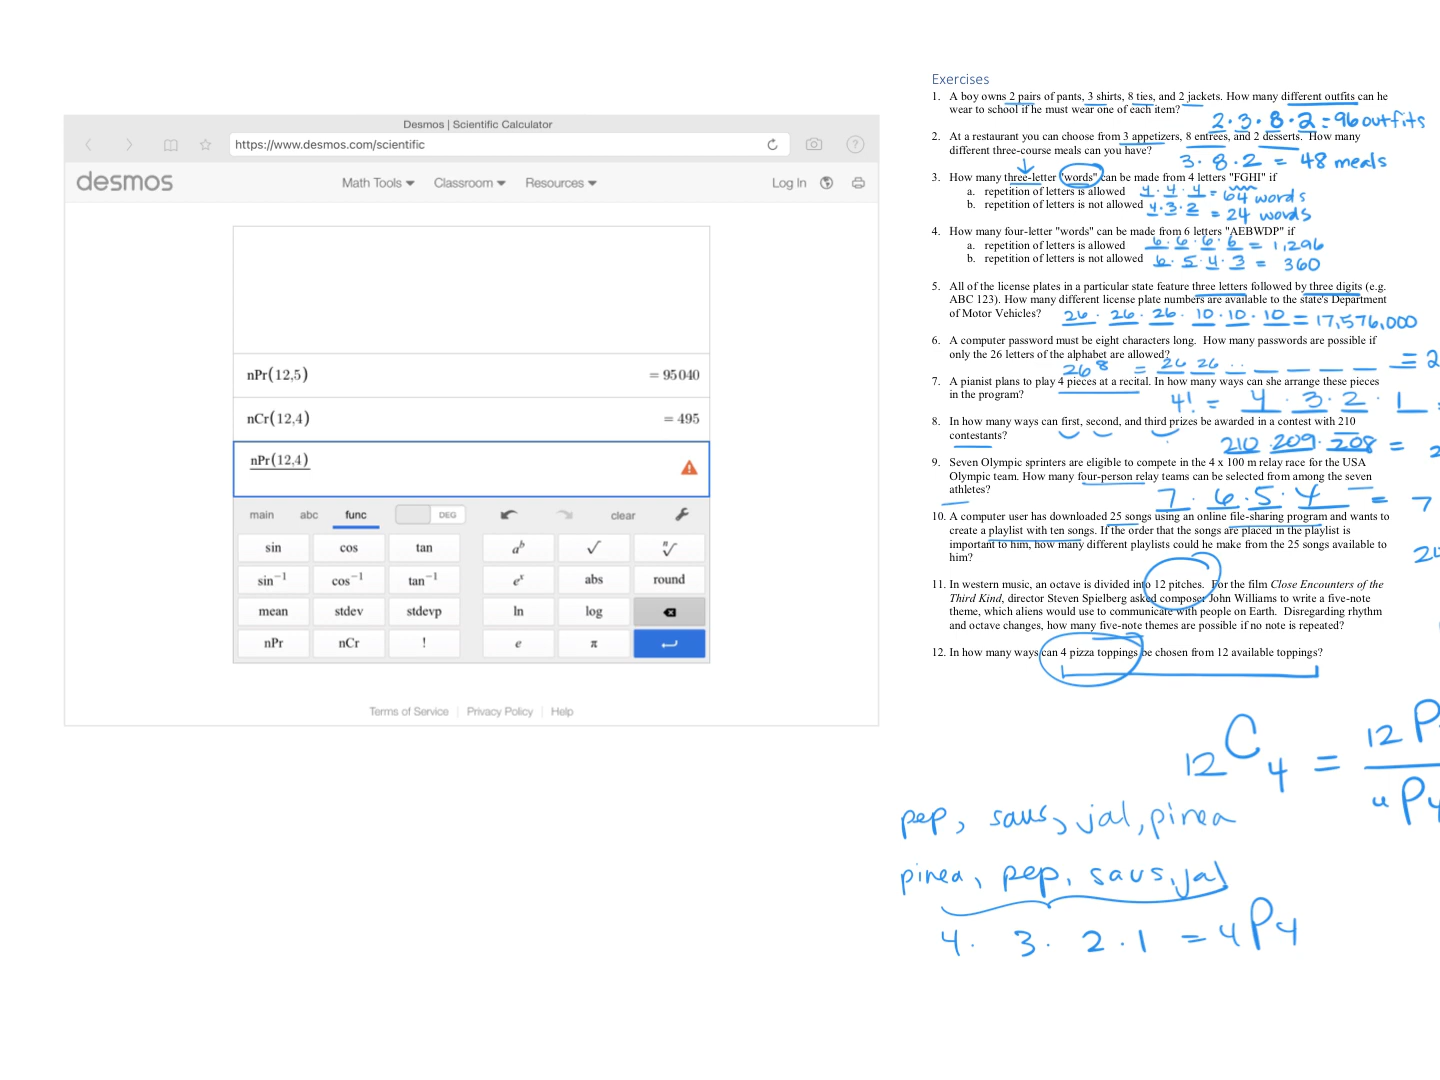 Desmos | Scientific Calculator
https://www.desmos.com/scientific
desmos
Math Tools Classroom Resources Log In
nPr(12,5) = 95040
nCr(12,4) = 495
nPr(12,4)
main abc func DEG clear
sin cos tan a^b √ ⁿ√
sin⁻¹ cos⁻¹ tan⁻¹ eˣ abs round
mean stdev stdevp ln log
nPr nCr ! e π
Terms of Service | Privacy Policy | Help
Exercises
1. A boy owns 2 pairs of pants, 3 shirts, 8 ties, and 2 jackets. How many different outfits can he
wear to school if he must wear one of each item?
2·3·8·2 = 96 outfits
2. At a restaurant you can choose from 3 appetizers, 8 entrees, and 2 desserts. How many
different three-course meals can you have?
3·8·2 = 48 meals
3. How many three-letter "words" can be made from 4 letters "FGHI" if
a. repetition of letters is allowed 4·4·4 = 64 words
b. repetition of letters is not allowed 4·3·2 = 24 words
4. How many four-letter "words" can be made from 6 letters "AEBWDP" if
a. repetition of letters is allowed 6·6·6·6 = 1,296
b. repetition of letters is not allowed 6·5·4·3 = 360
5. All of the license plates in a particular state feature three letters followed by three digits (e.g.
ABC 123). How many different license plate numbers are available to the state's Department
of Motor Vehicles? 26·26·26·10·10·10 = 17,576,000
6. A computer password must be eight characters long. How many passwords are possible if
only the 26 letters of the alphabet are allowed?
26⁸ = 26 26 ·· = 2
7. A pianist plans to play 4 pieces at a recital. In how many ways can she arrange these pieces
in the program? 4! = 4·3·2·1 =
8. In how many ways can first, second, and third prizes be awarded in a contest with 210
contestants? 210·209·208 =
9. Seven Olympic sprinters are eligible to compete in the 4 x 100 m relay race for the USA
Olympic team. How many four-person relay teams can be selected from among the seven
athletes? 7·6·5·4 = 7
10. A computer user has downloaded 25 songs using an online file-sharing program and wants to
create a playlist with ten songs. If the order that the songs are placed in the playlist is
important to him, how many different playlists could he make from the 25 songs available to
him?
11. In western music, an octave is divided into 12 pitches. For the film Close Encounters of the
Third Kind, director Steven Spielberg asked composer John Williams to write a five-note
theme, which aliens would use to communicate with people on Earth. Disregarding rhythm
and octave changes, how many five-note themes are possible if no note is repeated?
12. In how many ways can 4 pizza toppings be chosen from 12 available toppings?
12C4 = 12P
4P4
pep, saus, jal, pinea
pinea, pep, saus, jal
4·3·2·1 = 4P4